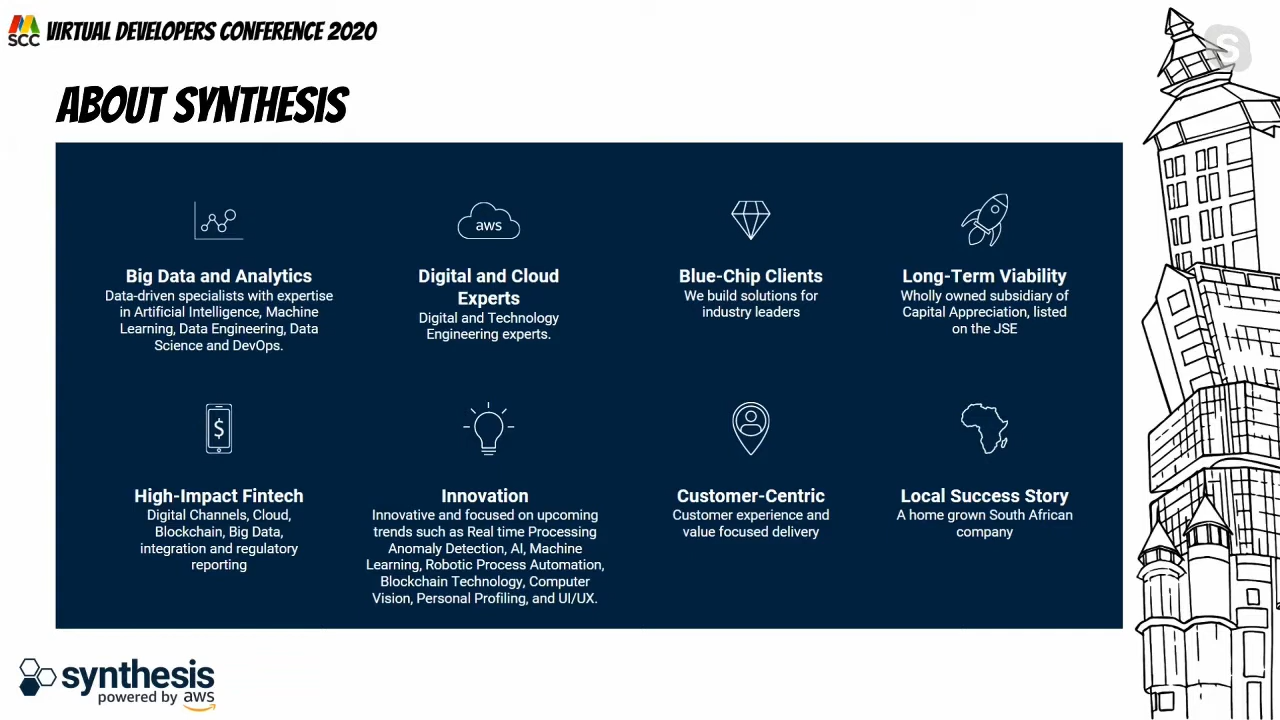 SCC VIRTUAL DEVELOPERS CONFERENCE 2020
S
ABOUT SYNTHESIS
aws
Big Data and Analytics
Data-driven specialists with expertise
in Artificial Intelligence, Machine
Learning, Data Engineering, Data
Science and DevOps.
Digital and Cloud
Experts
Digital and Technology
Engineering experts.
Blue-Chip Clients
We build solutions for
industry leaders
Long-Term Viability
Wholly owned subsidiary of
Capital Appreciation, listed
on the JSE
$
High-Impact Fintech
Digital Channels, Cloud,
Blockchain, Big Data,
integration and regulatory
reporting
Innovation
Innovative and focused on upcoming
trends such as Real time Processing
Anomaly Detection, AI, Machine
Learning, Robotic Process Automation,
Blockchain Technology, Computer
Vision, Personal Profiling, and UI/UX.
Customer-Centric
Customer experience and
value focused delivery
Local Success Story
A home grown South African
company
synthesis
powered by aws